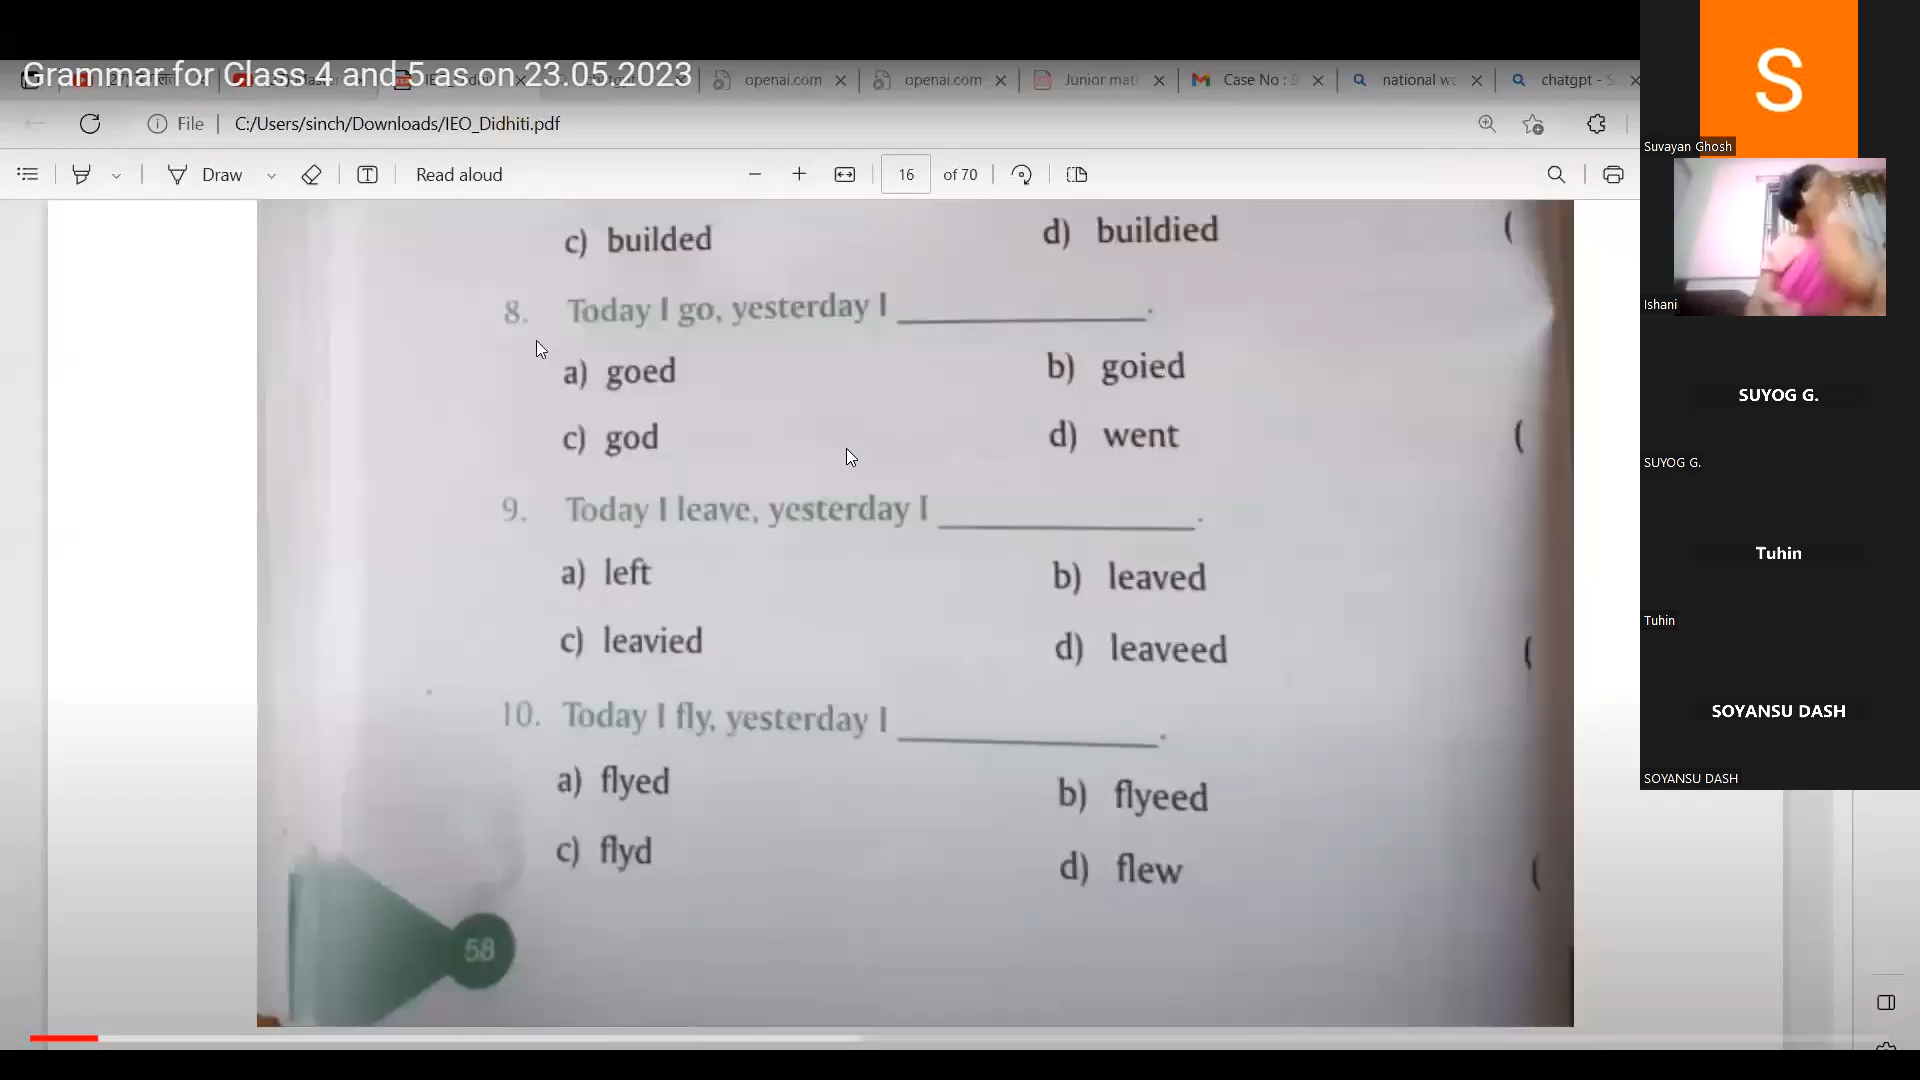 Grammar for Class 4 and 5 as on 23.05.2023
openai.com
openai.com
Junior mat
Case No :
national w
chatgpt - S
File
C:/Users/sinch/Downloads/IEO_Didhiti.pdf
Draw
Read aloud
16
of 70
c) builded d) buildied (
8. Today I go, yesterday I ______________.
a) goed b) goied
c) god d) went (
9. Today I leave, yesterday I ______________.
a) left b) leaved
c) leavied d) leaveed (
10. Today I fly, yesterday I ______________.
a) flyed b) flyeed
c) flyd d) flew (
58
S
Suvayan Ghosh
Ishani
SUYOG G.
SUYOG G.
Tuhin
Tuhin
SOYANSU DASH
SOYANSU DASH